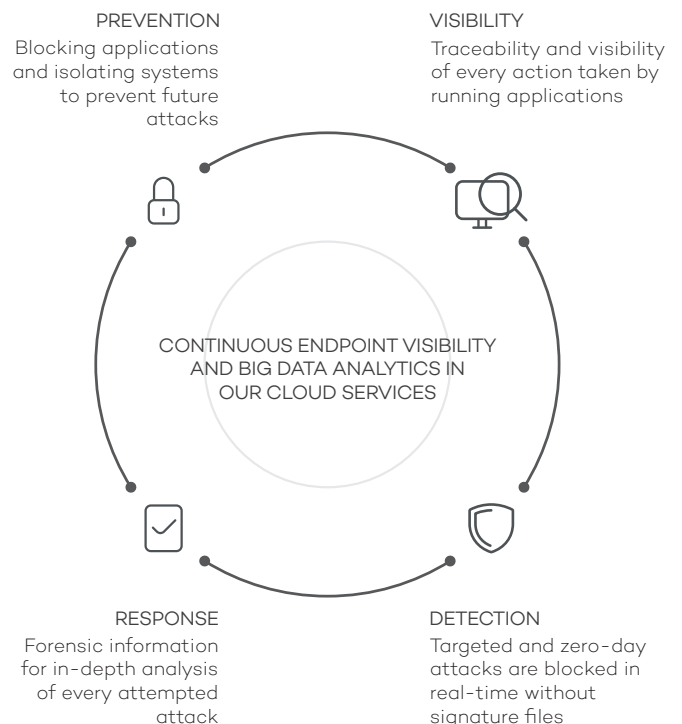 PREVENTION
Blocking applications
and isolating systems
to prevent future
attacks
VISIBILITY
Traceability and visibility
of every action taken by
running applications
CONTINUOUS ENDPOINT VISIBILITY
AND BIG DATA ANALYTICS IN
OUR CLOUD SERVICES
RESPONSE
Forensic information
for in-depth analysis
of every attempted
attack
DETECTION
Targeted and zero-day
attacks are blocked in
real-time without
signature files